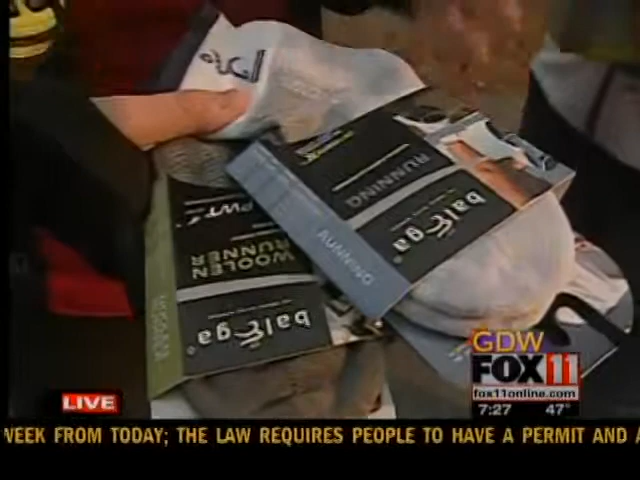 RUNNING
balega
RUNNING
PWT
WOOLEN
RUNNER
balega
LIVE
GDW
FOX 11
fox11online.com
7:27 47°
WEEK FROM TODAY; THE LAW REQUIRES PEOPLE TO HAVE A PERMIT AND